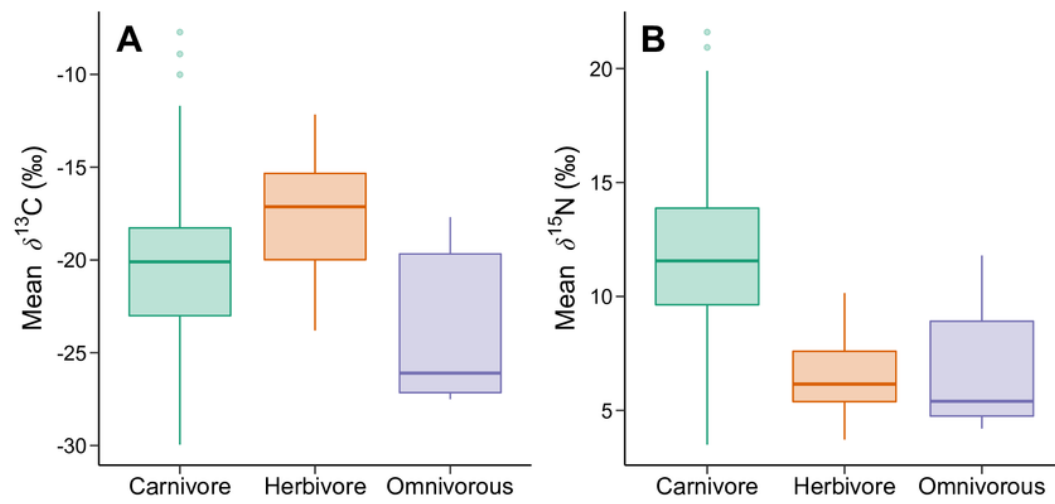 A
Mean δ¹³C (‰)
-10
-15
-20
-25
-30
Carnivore Herbivore Omnivorous
B
Mean δ¹⁵N (‰)
20
15
10
5
Carnivore Herbivore Omnivorous